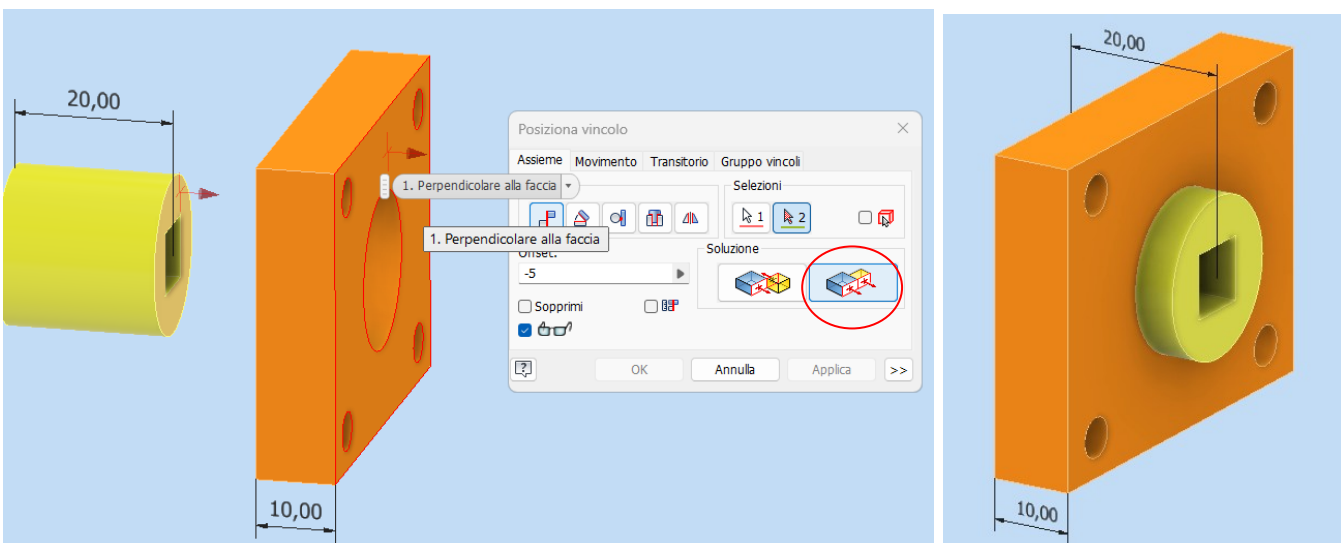 20,00
10,00
1. Perpendicolare alla faccia
1. Perpendicolare alla faccia
Posiziona vincolo
Assieme Movimento Transitorio Gruppo vincoli
Selezioni
1 2
Offset:
-5
Soluzione
Sopprimi
OK Annulla Applica >>
20,00
10,00